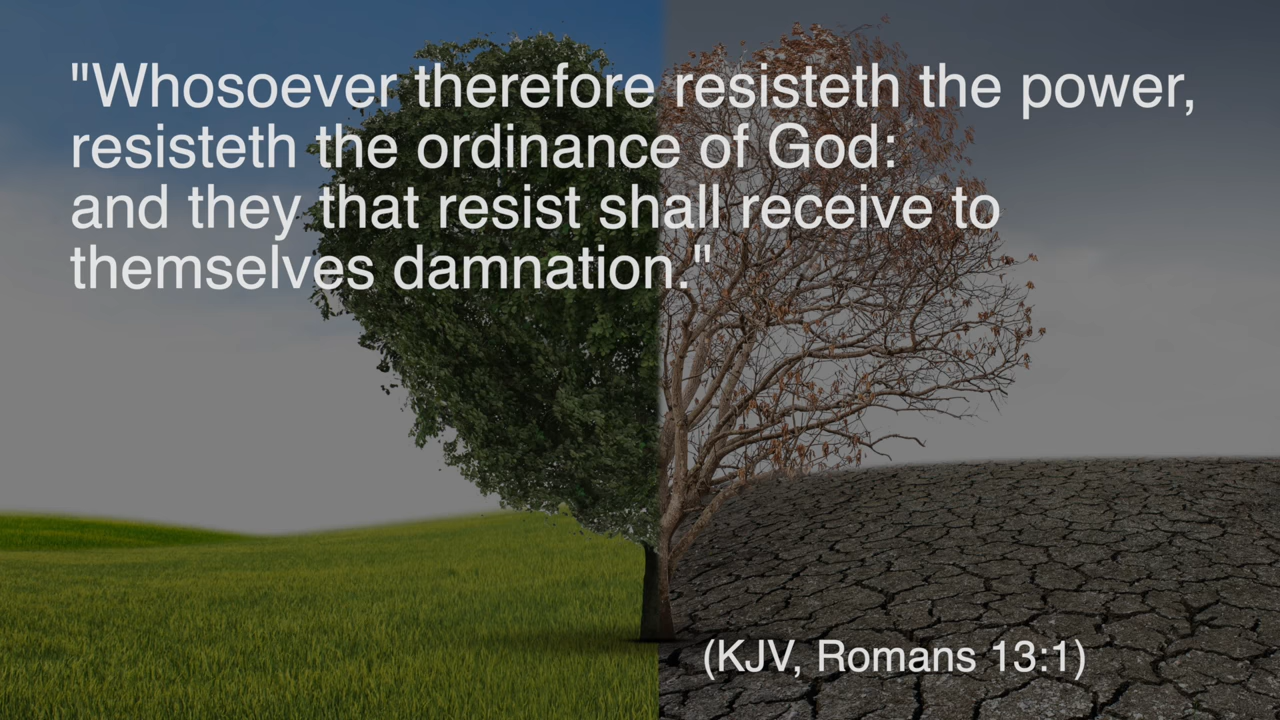 "Whosoever therefore resisteth the power,
resisteth the ordinance of God:
and they that resist shall receive to
themselves damnation."
(KJV, Romans 13:1)